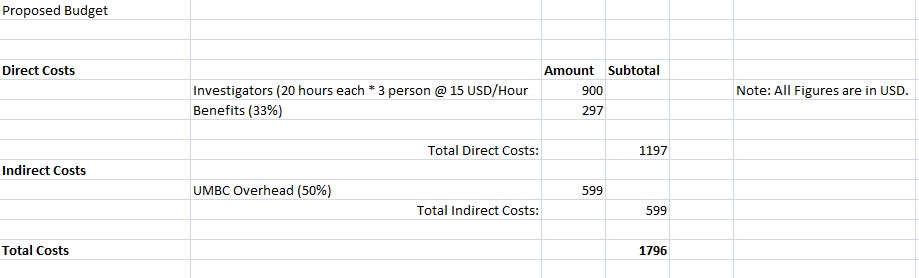 Proposed Budget
Direct Costs Amount Subtotal
Investigators (20 hours each * 3 person @ 15 USD/Hour 900 Note: All Figures are in USD.
Benefits (33%) 297
Total Direct Costs: 1197
Indirect Costs
UMBC Overhead (50%) 599
Total Indirect Costs: 599
Total Costs 1796